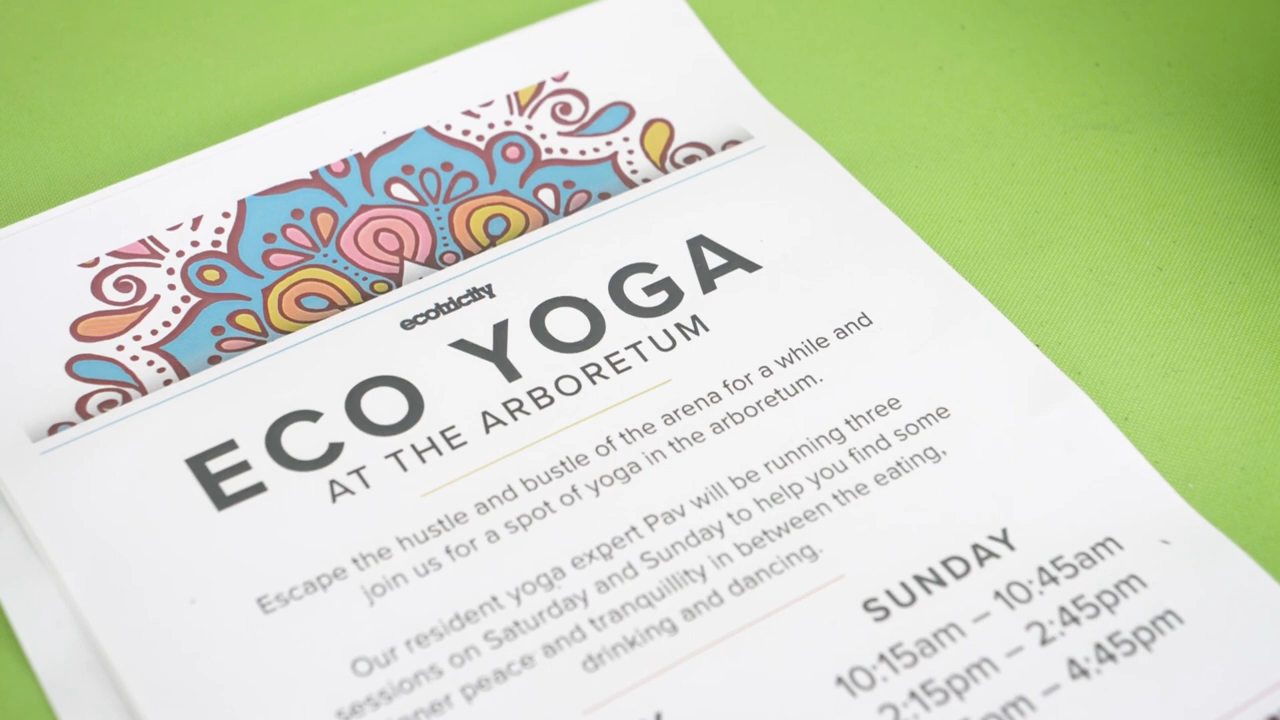 ecotricity
ECO YOGA
AT THE ARBORETUM
Escape the hustle and bustle of the arena for a while and
join us for a spot of yoga in the arboretum.
Our resident yoga expert Pav will be running three
sessions on Saturday and Sunday to help you find some
peace and tranquillity in between the eating,
drinking and dancing.
SUNDAY
10:15am – 10:45am
2:15pm – 2:45pm
– 4:45pm